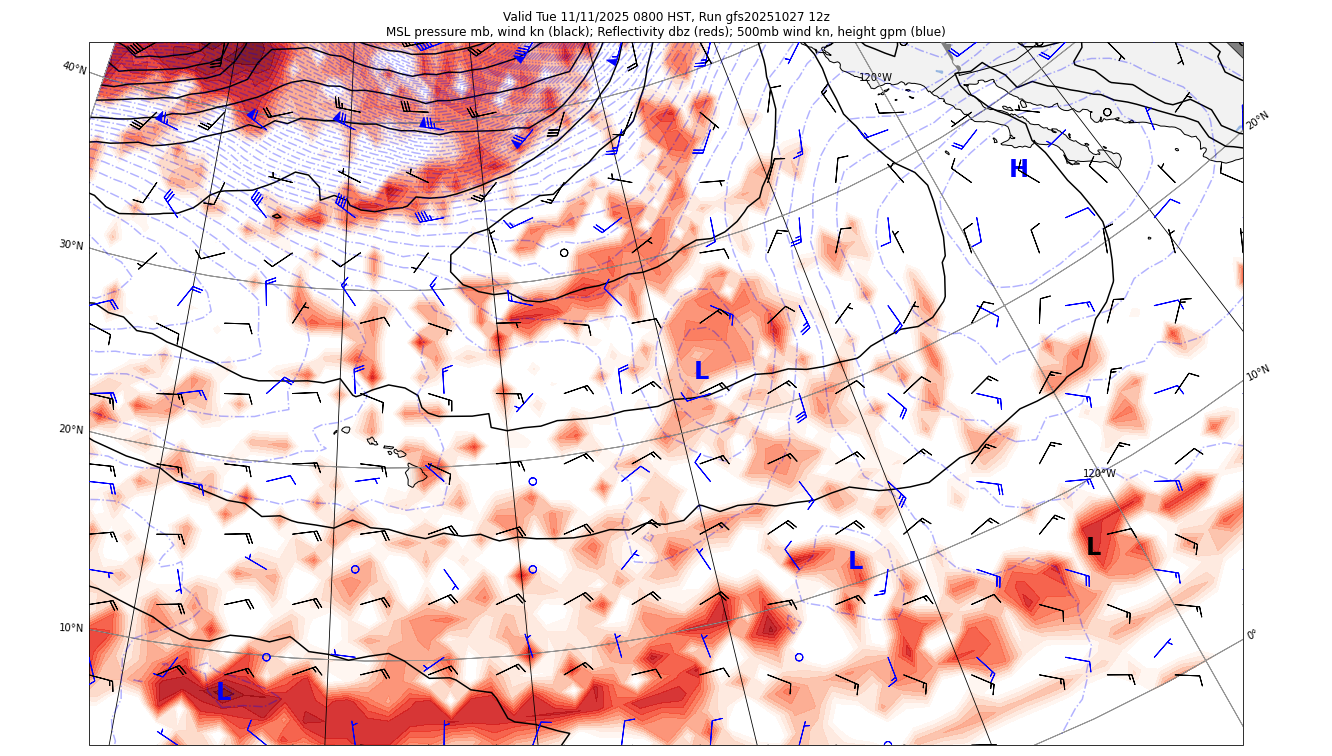 Valid Tue 11/11/2025 0800 HST, Run gfs20251027 12z
MSL pressure mb, wind kn (black); Reflectivity dbz (reds); 500mb wind kn, height gpm (blue)
40°N
120°W
20°N
H
30°N
L
10°N
20°N
120°W
L
L
10°N
0°
L